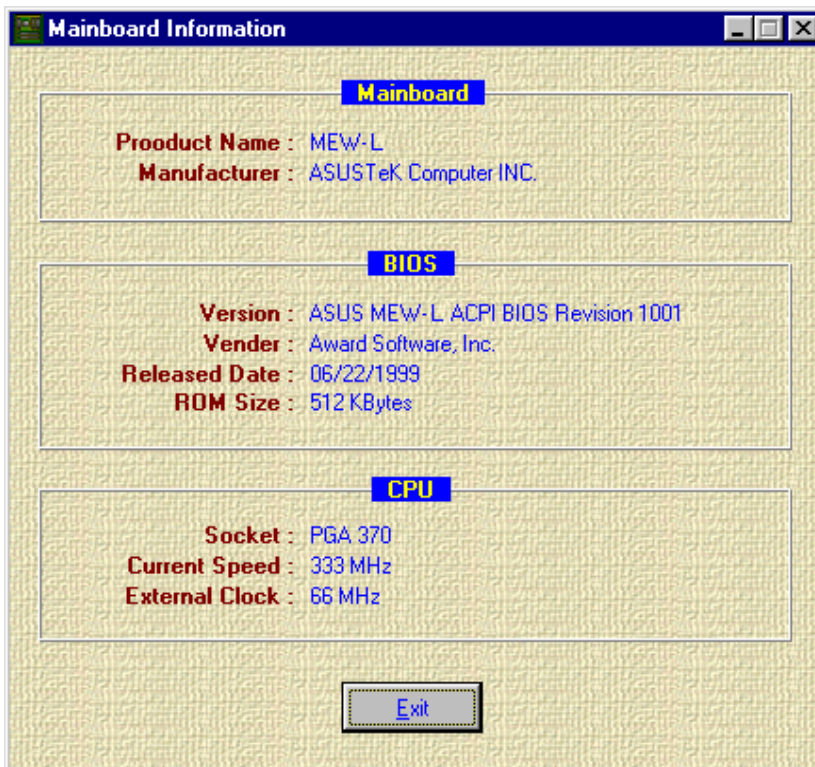 Mainboard Information
Mainboard
Prooduct Name : MEW-L
Manufacturer : ASUSTeK Computer INC.
BIOS
Version : ASUS MEW-L ACPI BIOS Revision 1001
Vender : Award Software, Inc.
Released Date : 06/22/1999
ROM Size : 512 KBytes
CPU
Socket : PGA 370
Current Speed : 333 MHz
External Clock : 66 MHz
Exit